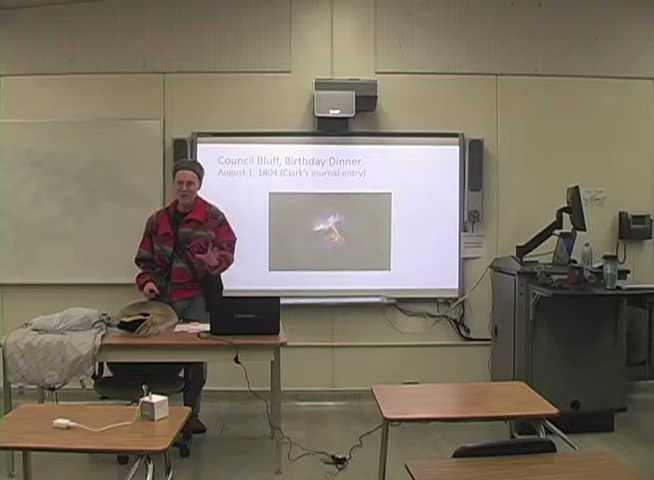 Council Bluff, Birthday Dinner
August 1, 1804 (Clark's journal entry)